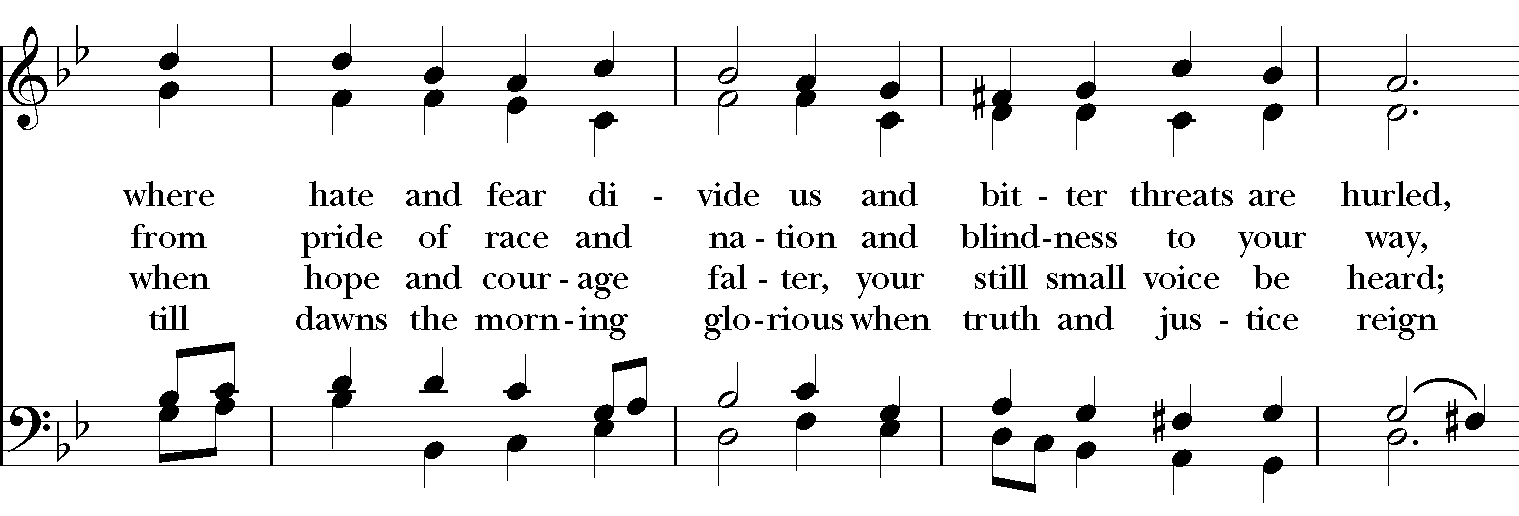 where hate and fear di - vide us and bit - ter threats are hurled,
from pride of race and na - tion and blind-ness to your way,
when hope and cour - age fal - ter, your still small voice be heard;
till dawns the morn-ing glo-rious when truth and jus - tice reign